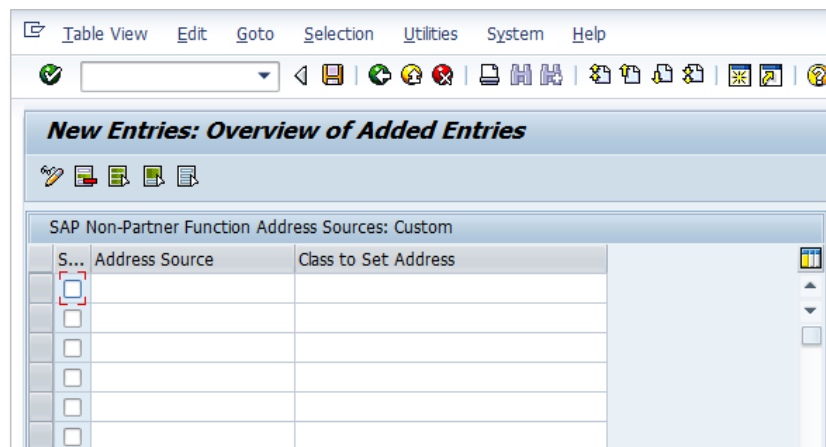 Table View Edit Goto Selection Utilities System Help
New Entries: Overview of Added Entries
SAP Non-Partner Function Address Sources: Custom
S... Address Source Class to Set Address